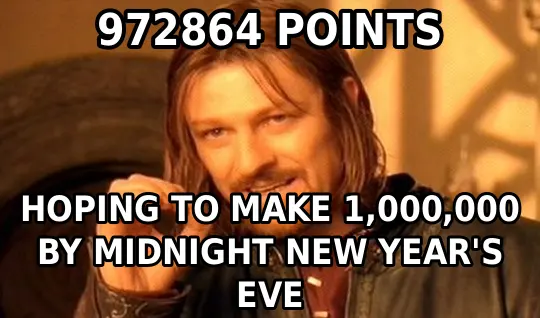 972864 POINTS
HOPING TO MAKE 1,000,000
BY MIDNIGHT NEW YEAR'S
EVE